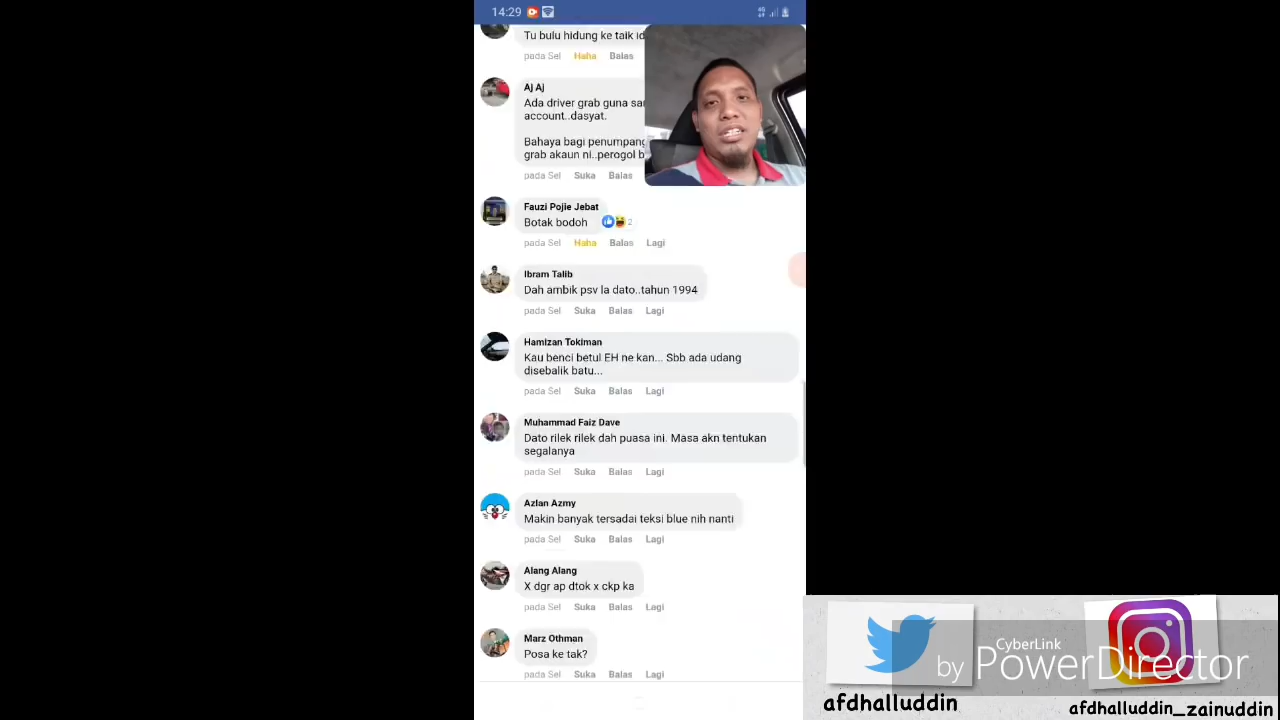 14:29
Tu bulu hidung ke taik
pada Sel Haha Balas
Aj Aj
Ada driver grab guna
account..dasyat.
Bahaya bagi penumpang
grab akaun ni..perogol
pada Sel Suka Balas
Fauzi Pojie Jebat
Botak bodoh 2
pada Sel Haha Balas Lagi
Ibram Talib
Dah ambik psv la dato..tahun 1994
pada Sel Suka Balas Lagi
Hamizan Tokiman
Kau benci betul EH ne kan... Sbb ada udang
disebalik batu...
pada Sel Suka Balas Lagi
Muhammad Faiz Dave
Dato rilek rilek dah puasa ini. Masa akn tentukan
segalanya
pada Sel Suka Balas Lagi
Azlan Azmy
Makin banyak tersadai teksi blue nih nanti
pada Sel Suka Balas Lagi
Alang Alang
X dgr ap dtok x ckp ka
pada Sel Suka Balas Lagi
Marz Othman
Posa ke tak?
pada Sel Suka Balas Lagi
CyberLink
by PowerDirector
afdhalluddin
afdhalluddin_zainuddin